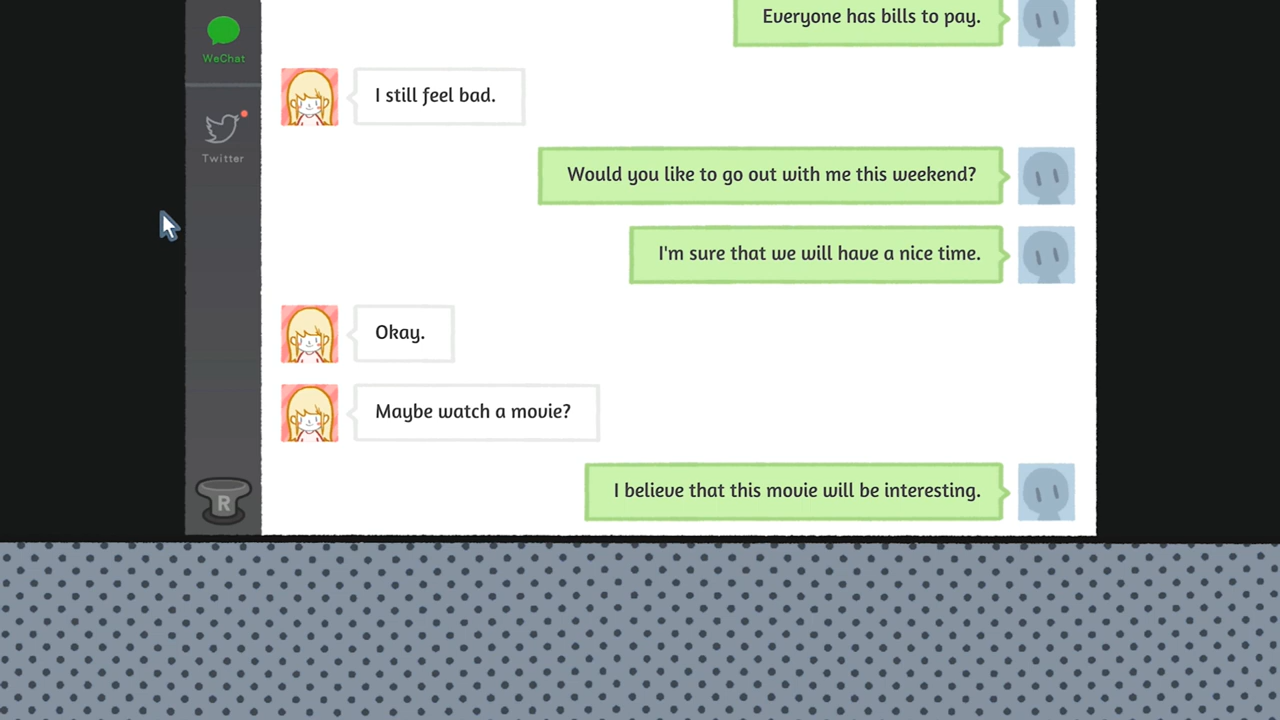 Everyone has bills to pay.
WeChat
I still feel bad.
Twitter
Would you like to go out with me this weekend?
I'm sure that we will have a nice time.
Okay.
Maybe watch a movie?
I believe that this movie will be interesting.
R